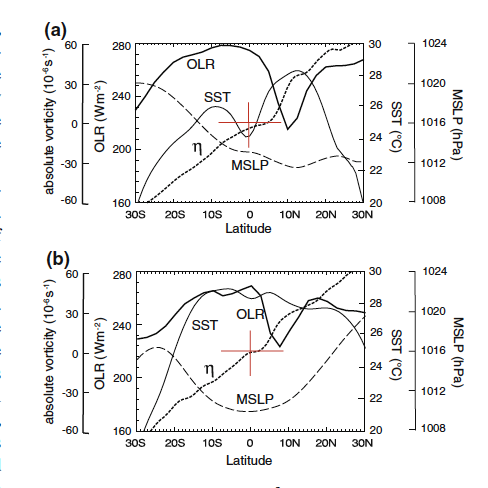 (a)
60
30
0
-30
-60
absolute vorticity (10⁻⁶s⁻¹)
280
240
200
160
OLR (Wm⁻²)
OLR
SST
η
MSLP
30S 20S 10S 0 10N 20N 30N
Latitude
30
28
26
24
22
20
SST (°C)
1024
1020
1016
1012
1008
MSLP (hPa)
(b)
60
30
0
-30
-60
absolute vorticity (10⁻⁶s⁻¹)
280
240
200
160
OLR (Wm⁻²)
OLR
SST
η
MSLP
30S 20S 10S 0 10N 20N 30N
Latitude
30
28
26
24
22
20
SST (°C)
1024
1020
1016
1012
1008
MSLP (hPa)